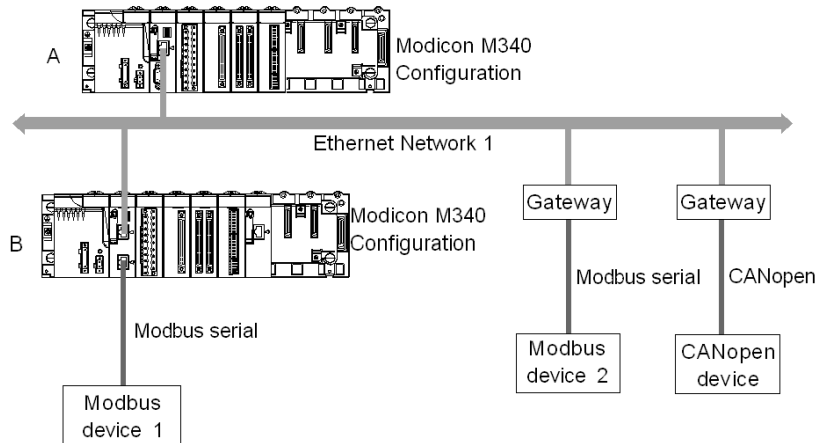 A
Modicon M340
Configuration
Ethernet Network 1
B
Modicon M340
Configuration
Gateway
Gateway
Modbus serial
CANopen
Modbus serial
Modbus
device 2
CANopen
device
Modbus
device 1